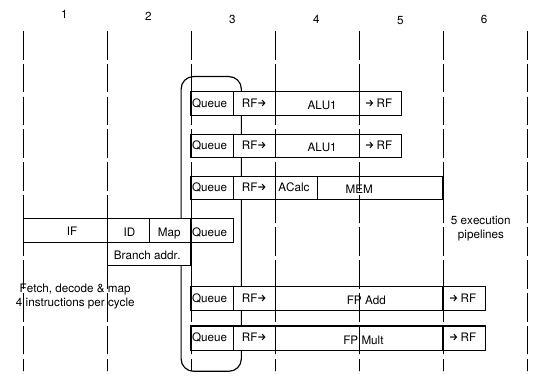 1 2 3 4 5 6
Queue RF→ ALU1 → RF
Queue RF→ ALU1 → RF
Queue RF→ ACalc MEM
IF ID Map Queue
Branch addr.
5 execution
pipelines
Fetch, decode & map
4 instructions per cycle
Queue RF→ FP Add → RF
Queue RF→ FP Mult → RF